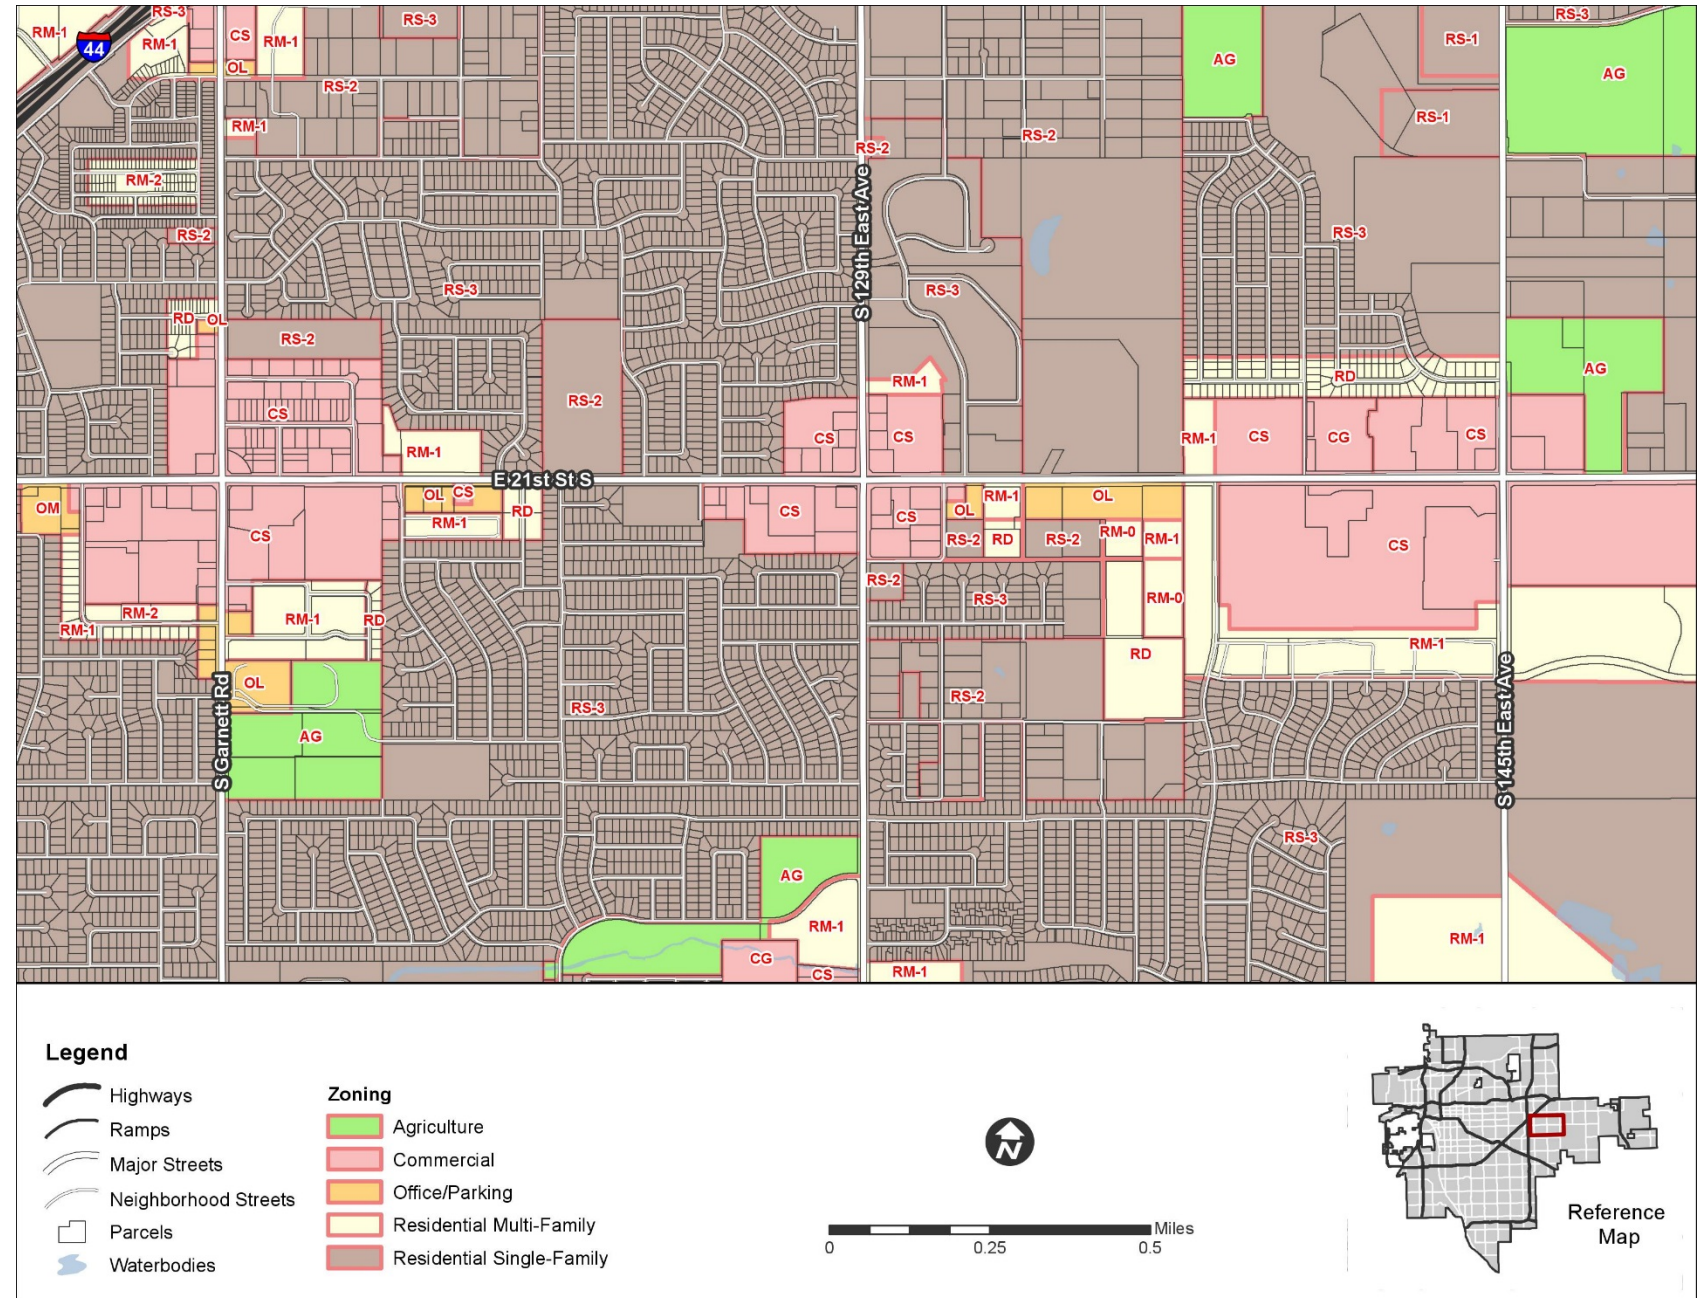 RS-3
RS-3
RS-3
RM-1
44
RM-1
CS
RM-1
RS-1
OL
AG
AG
RS-2
RM-1
RS-1
RS-2
RS-2
RM-2
RS-2
RS-3
S 129th East Ave
RS-3
RS-3
RD
OL
RS-2
RD
AG
RM-1
RS-2
CS
CS
CS
RM-1
CS
CG
CS
RM-1
E 21st St S
OL
CS
OM
RD
RM-1
CS
CS
CS
OL
RM-1
OL
RS-2
RD
RS-2
RM-0
RM-1
CS
RS-2
RS-3
RM-0
RM-2
RM-1
RM-1
RD
RM-1
RD
OL
RS-2
RS-3
S Garnett Rd
AG
S 145th East Ave
RS-3
AG
RM-1
RM-1
CG
CS
RM-1
Legend
Highways
Ramps
Major Streets
Neighborhood Streets
Parcels
Waterbodies
Zoning
Agriculture
Commercial
Office/Parking
Residential Multi-Family
Residential Single-Family
N
Miles
0
0.25
0.5
Reference
Map